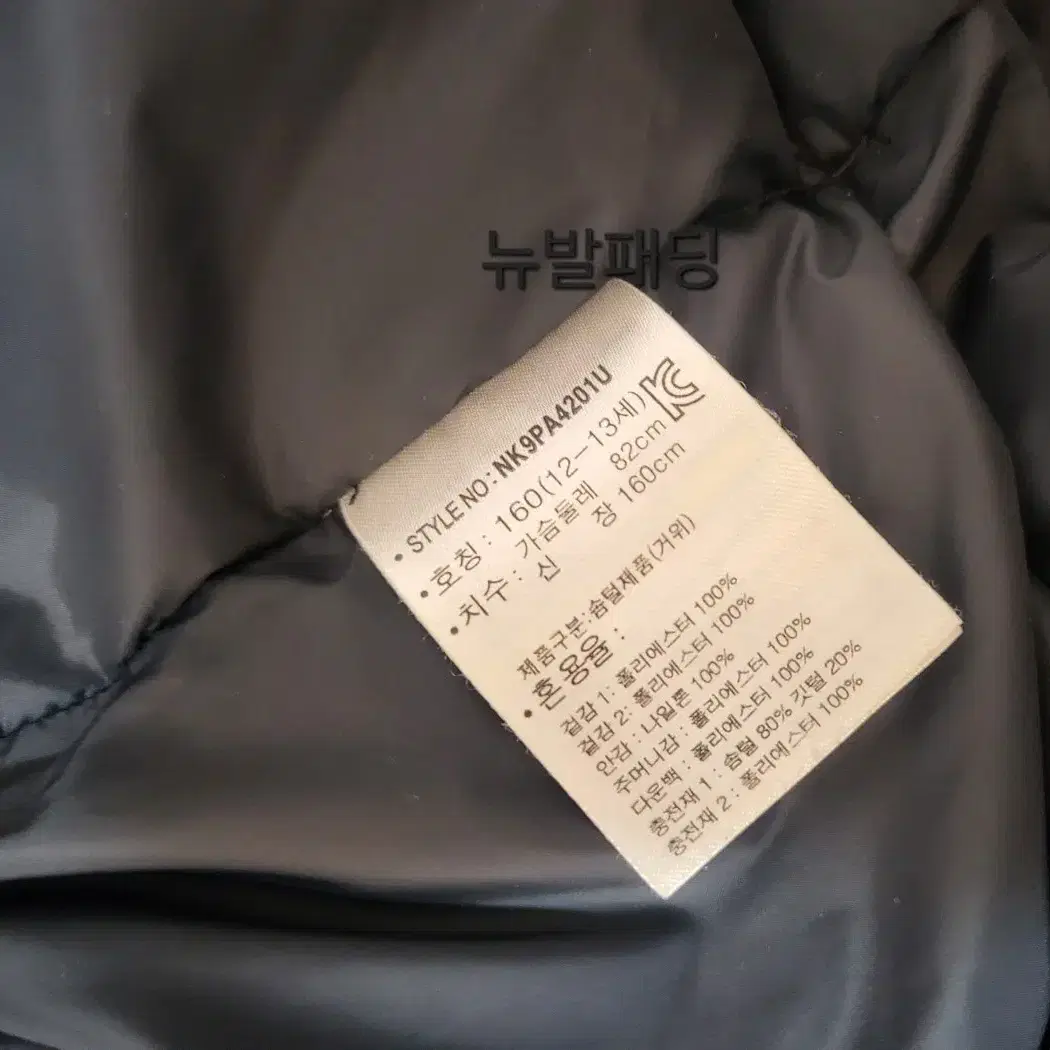 뉴발패딩
• STYLE NO : NK9PA4201U
• 호칭 : 160(12-13세)
• 치수 : 가슴둘레 82cm
신 장 160cm
제품구분:솜털제품(거위)
• 혼용율 :
겉감 1 : 폴리에스터 100%
겉감 2 : 폴리에스터 100%
안감 : 나일론 100%
주머니감 : 폴리에스터 100%
다운백 : 폴리에스터 100%
충전재 1 : 솜털 80% 깃털 20%
충전재 2 : 폴리에스터 100%